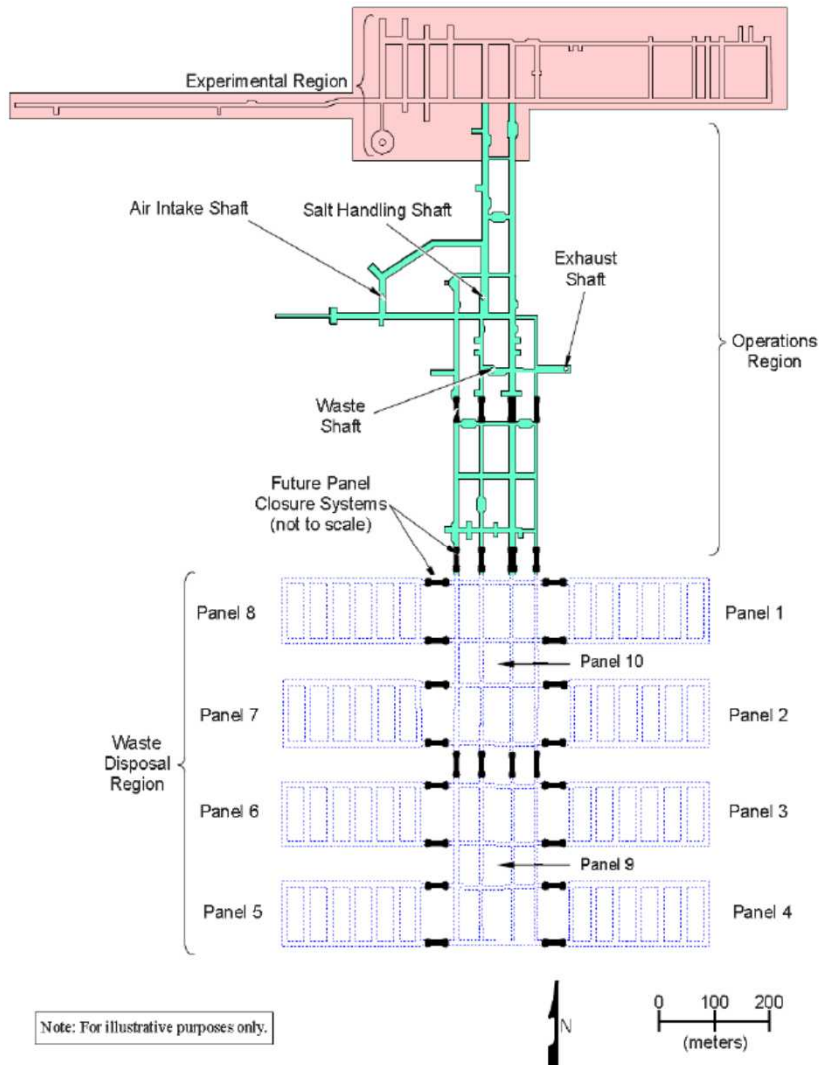 Experimental Region
Air Intake Shaft
Salt Handling Shaft
Exhaust
Shaft
Operations
Region
Waste
Shaft
Future Panel
Closure Systems
(not to scale)
Panel 8
Panel 1
Panel 10
Panel 7
Panel 2
Waste
Disposal
Region
Panel 6
Panel 3
Panel 9
Panel 5
Panel 4
Note: For illustrative purposes only.
N
0 100 200
(meters)